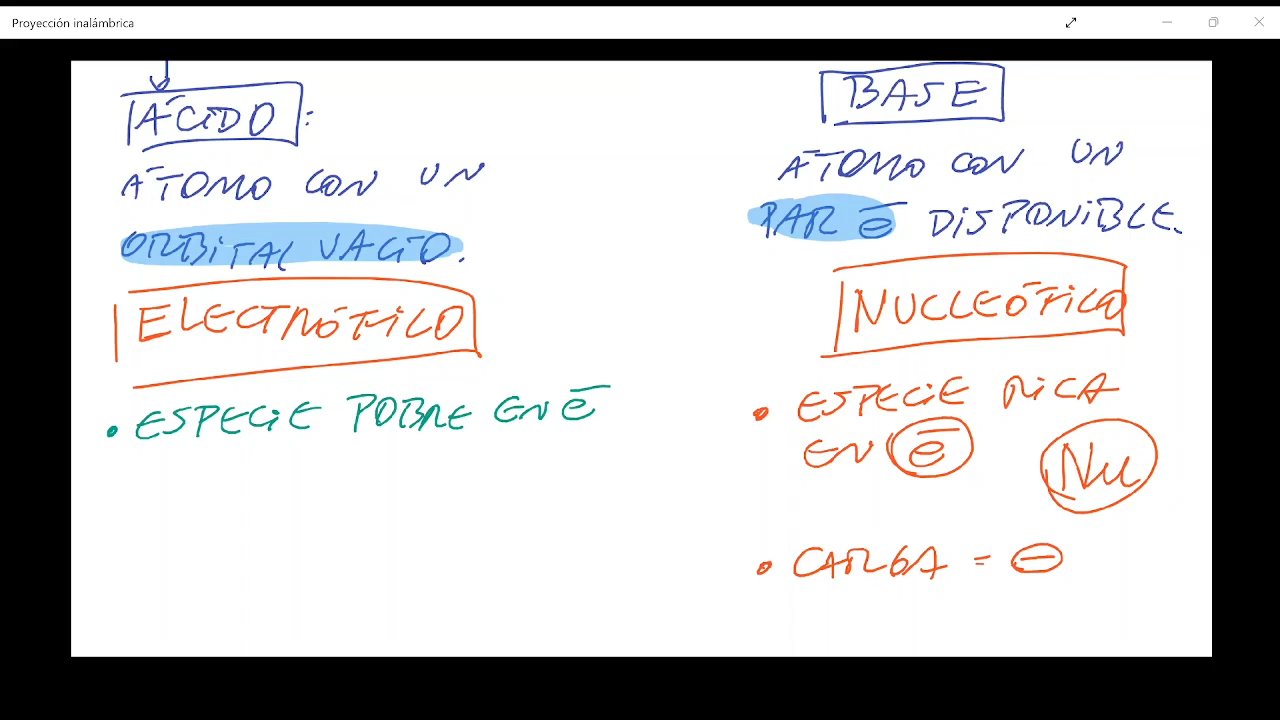 Proyección inalámbrica
ÁCIDO:
ÁTOMO CON UN
ORBITAL VACÍO.
ELECTRÓFILO
• ESPECIE POBRE EN e̅
BASE
ÁTOMO CON UN
PAR e̅ DISPONIBLE.
NUCLEÓFILO
• ESPECIE RICA
EN e̅
Nu
• CARGA = ⊖